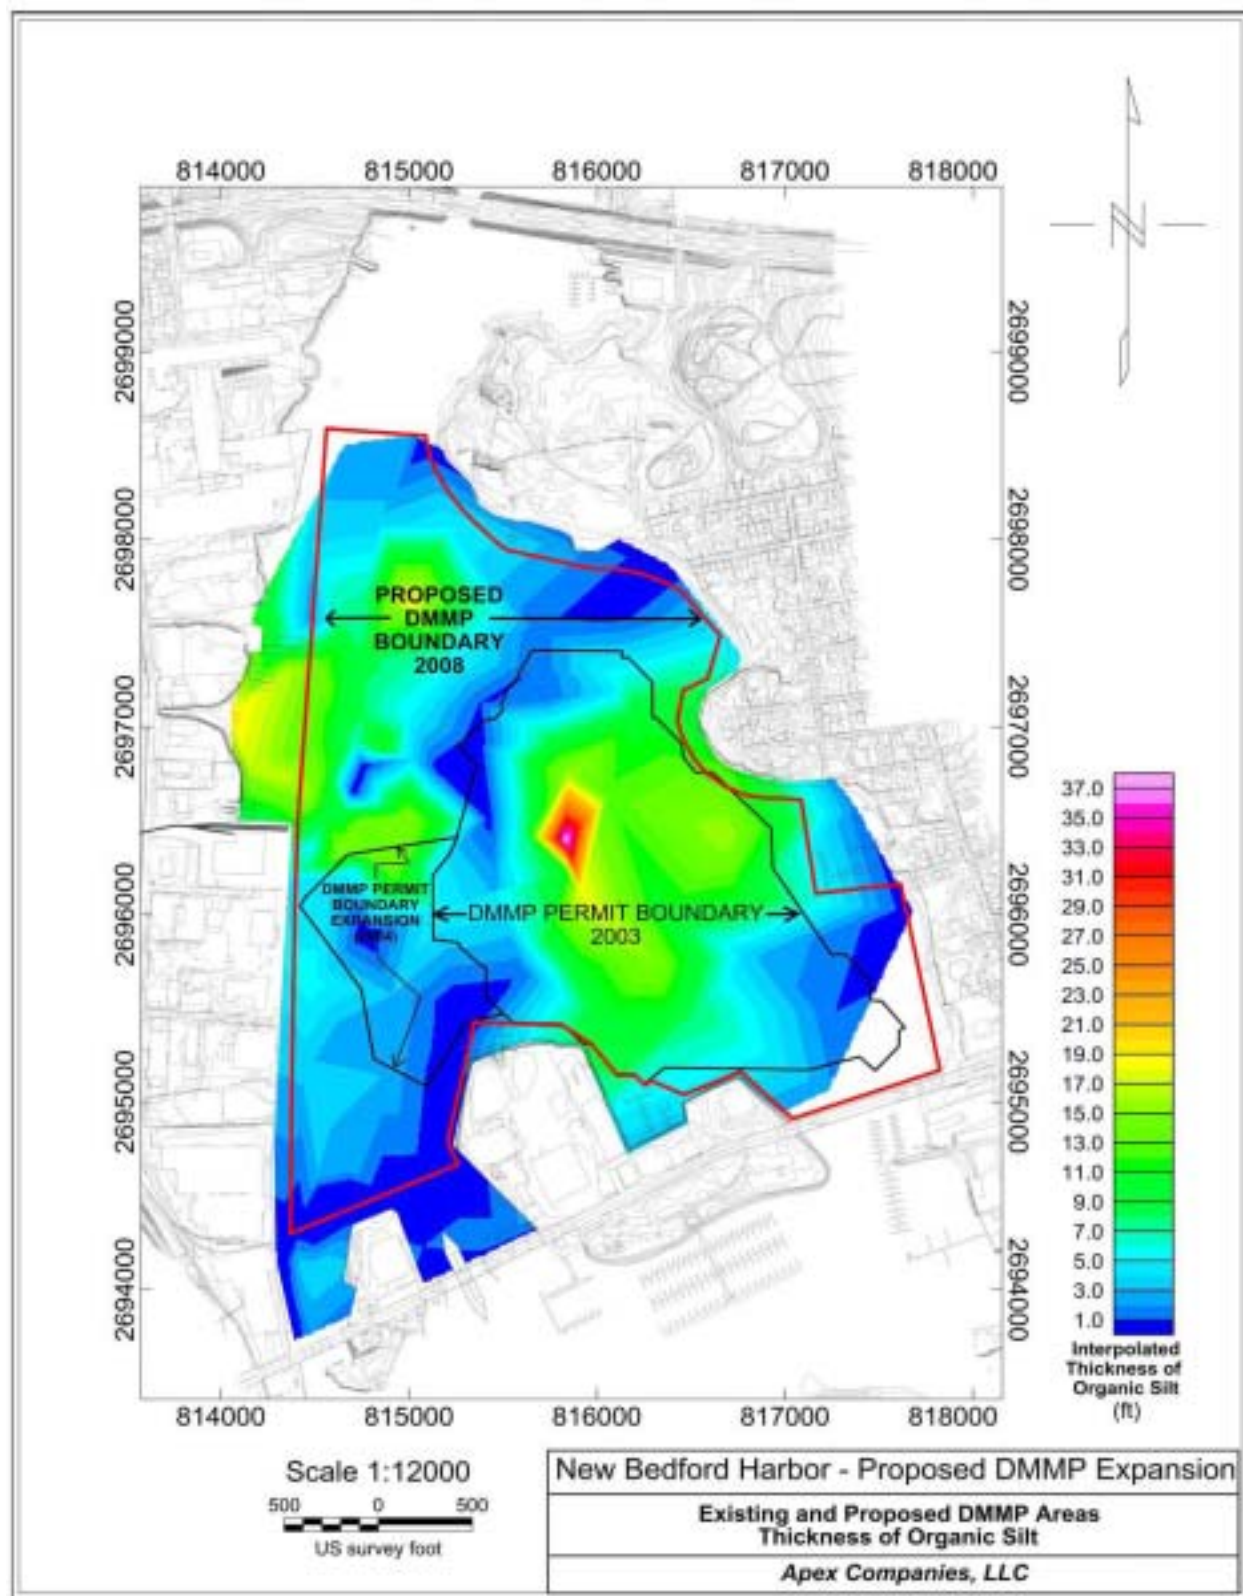 814000 815000 816000 817000 818000
N
2699000
2698000
2697000
2696000
2695000
2694000
PROPOSED
DMMP
BOUNDARY
2008
DMMP PERMIT
BOUNDARY
EXPANSION
DMMP PERMIT BOUNDARY
2003
2699000
2698000
2697000
2696000
2695000
2694000
37.0
35.0
33.0
31.0
29.0
27.0
25.0
23.0
21.0
19.0
17.0
15.0
13.0
11.0
9.0
7.0
5.0
3.0
1.0
Interpolated
Thickness of
Organic Silt
(ft)
814000 815000 816000 817000 818000
Scale 1:12000
500 0 500
US survey foot
New Bedford Harbor - Proposed DMMP Expansion
Existing and Proposed DMMP Areas
Thickness of Organic Silt
Apex Companies, LLC